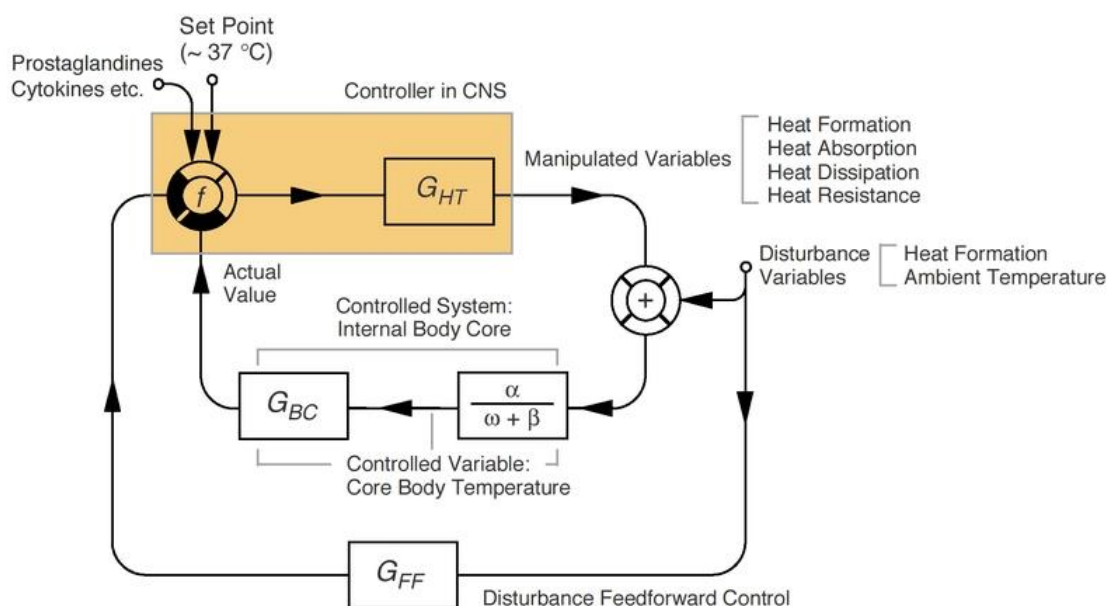 Set Point
(~ 37 °C)
Prostaglandines
Cytokines etc.
Controller in CNS
f
G_HT
Manipulated Variables
Heat Formation
Heat Absorption
Heat Dissipation
Heat Resistance
Actual
Value
+
Disturbance
Variables
Heat Formation
Ambient Temperature
Controlled System:
Internal Body Core
G_BC
α
ω + β
Controlled Variable:
Core Body Temperature
G_FF
Disturbance Feedforward Control